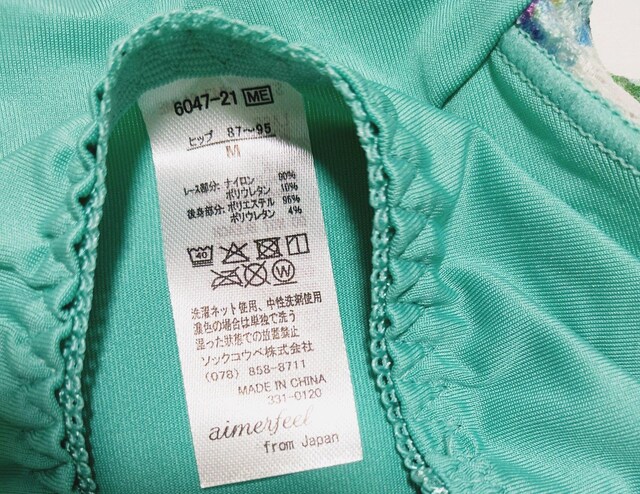 6047-21 ME
ヒップ 87〜95
M
レース部分: ナイロン 90%
ポリウレタン 10%
後身部分: ポリエステル 96%
ポリウレタン 4%
40
W
洗濯ネット使用、中性洗剤使用
濃色の場合は単独で洗う
湿った状態での放置禁止
ソックコウベ株式会社
(078) 858-8711
MADE IN CHINA
331-0120
aimerfeel
from Japan